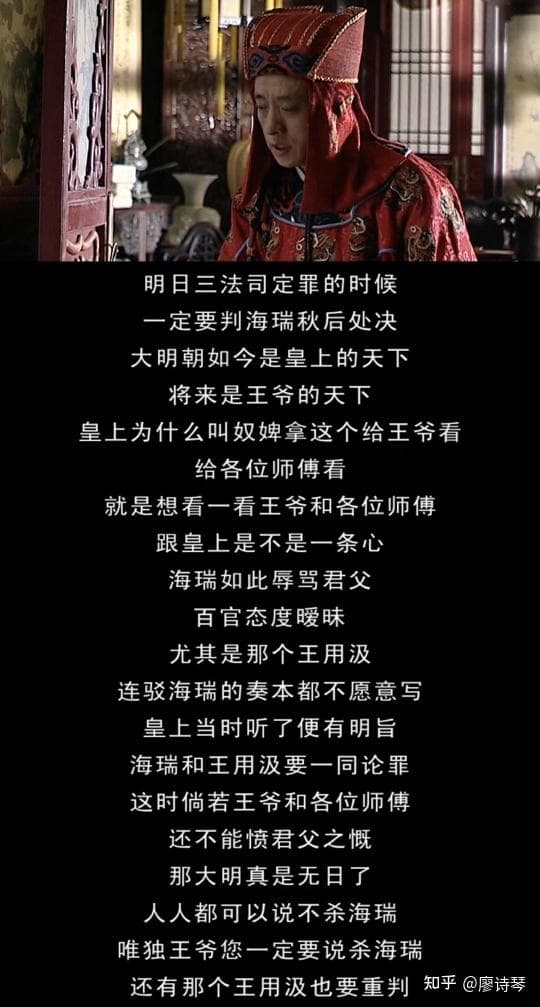 明日三法司定罪的时候
一定要判海瑞秋后处决
大明朝如今是皇上的天下
将来是王爷的天下
皇上为什么叫奴婢拿这个给王爷看
给各位师傅看
就是想看一看王爷和各位师傅
跟皇上是不是一条心
海瑞如此辱骂君父
百官态度暧昧
尤其是那个王用汲
连驳海瑞的奏本都不愿意写
皇上当时听了便有明旨
海瑞和王用汲要一同论罪
这时倘若王爷和各位师傅
还不能愤君父之慨
那大明真是无日了
人人都可以说不杀海瑞
唯独王爷您一定要说杀海瑞
还有那个王用汲也要重判
知乎 @廖诗琴